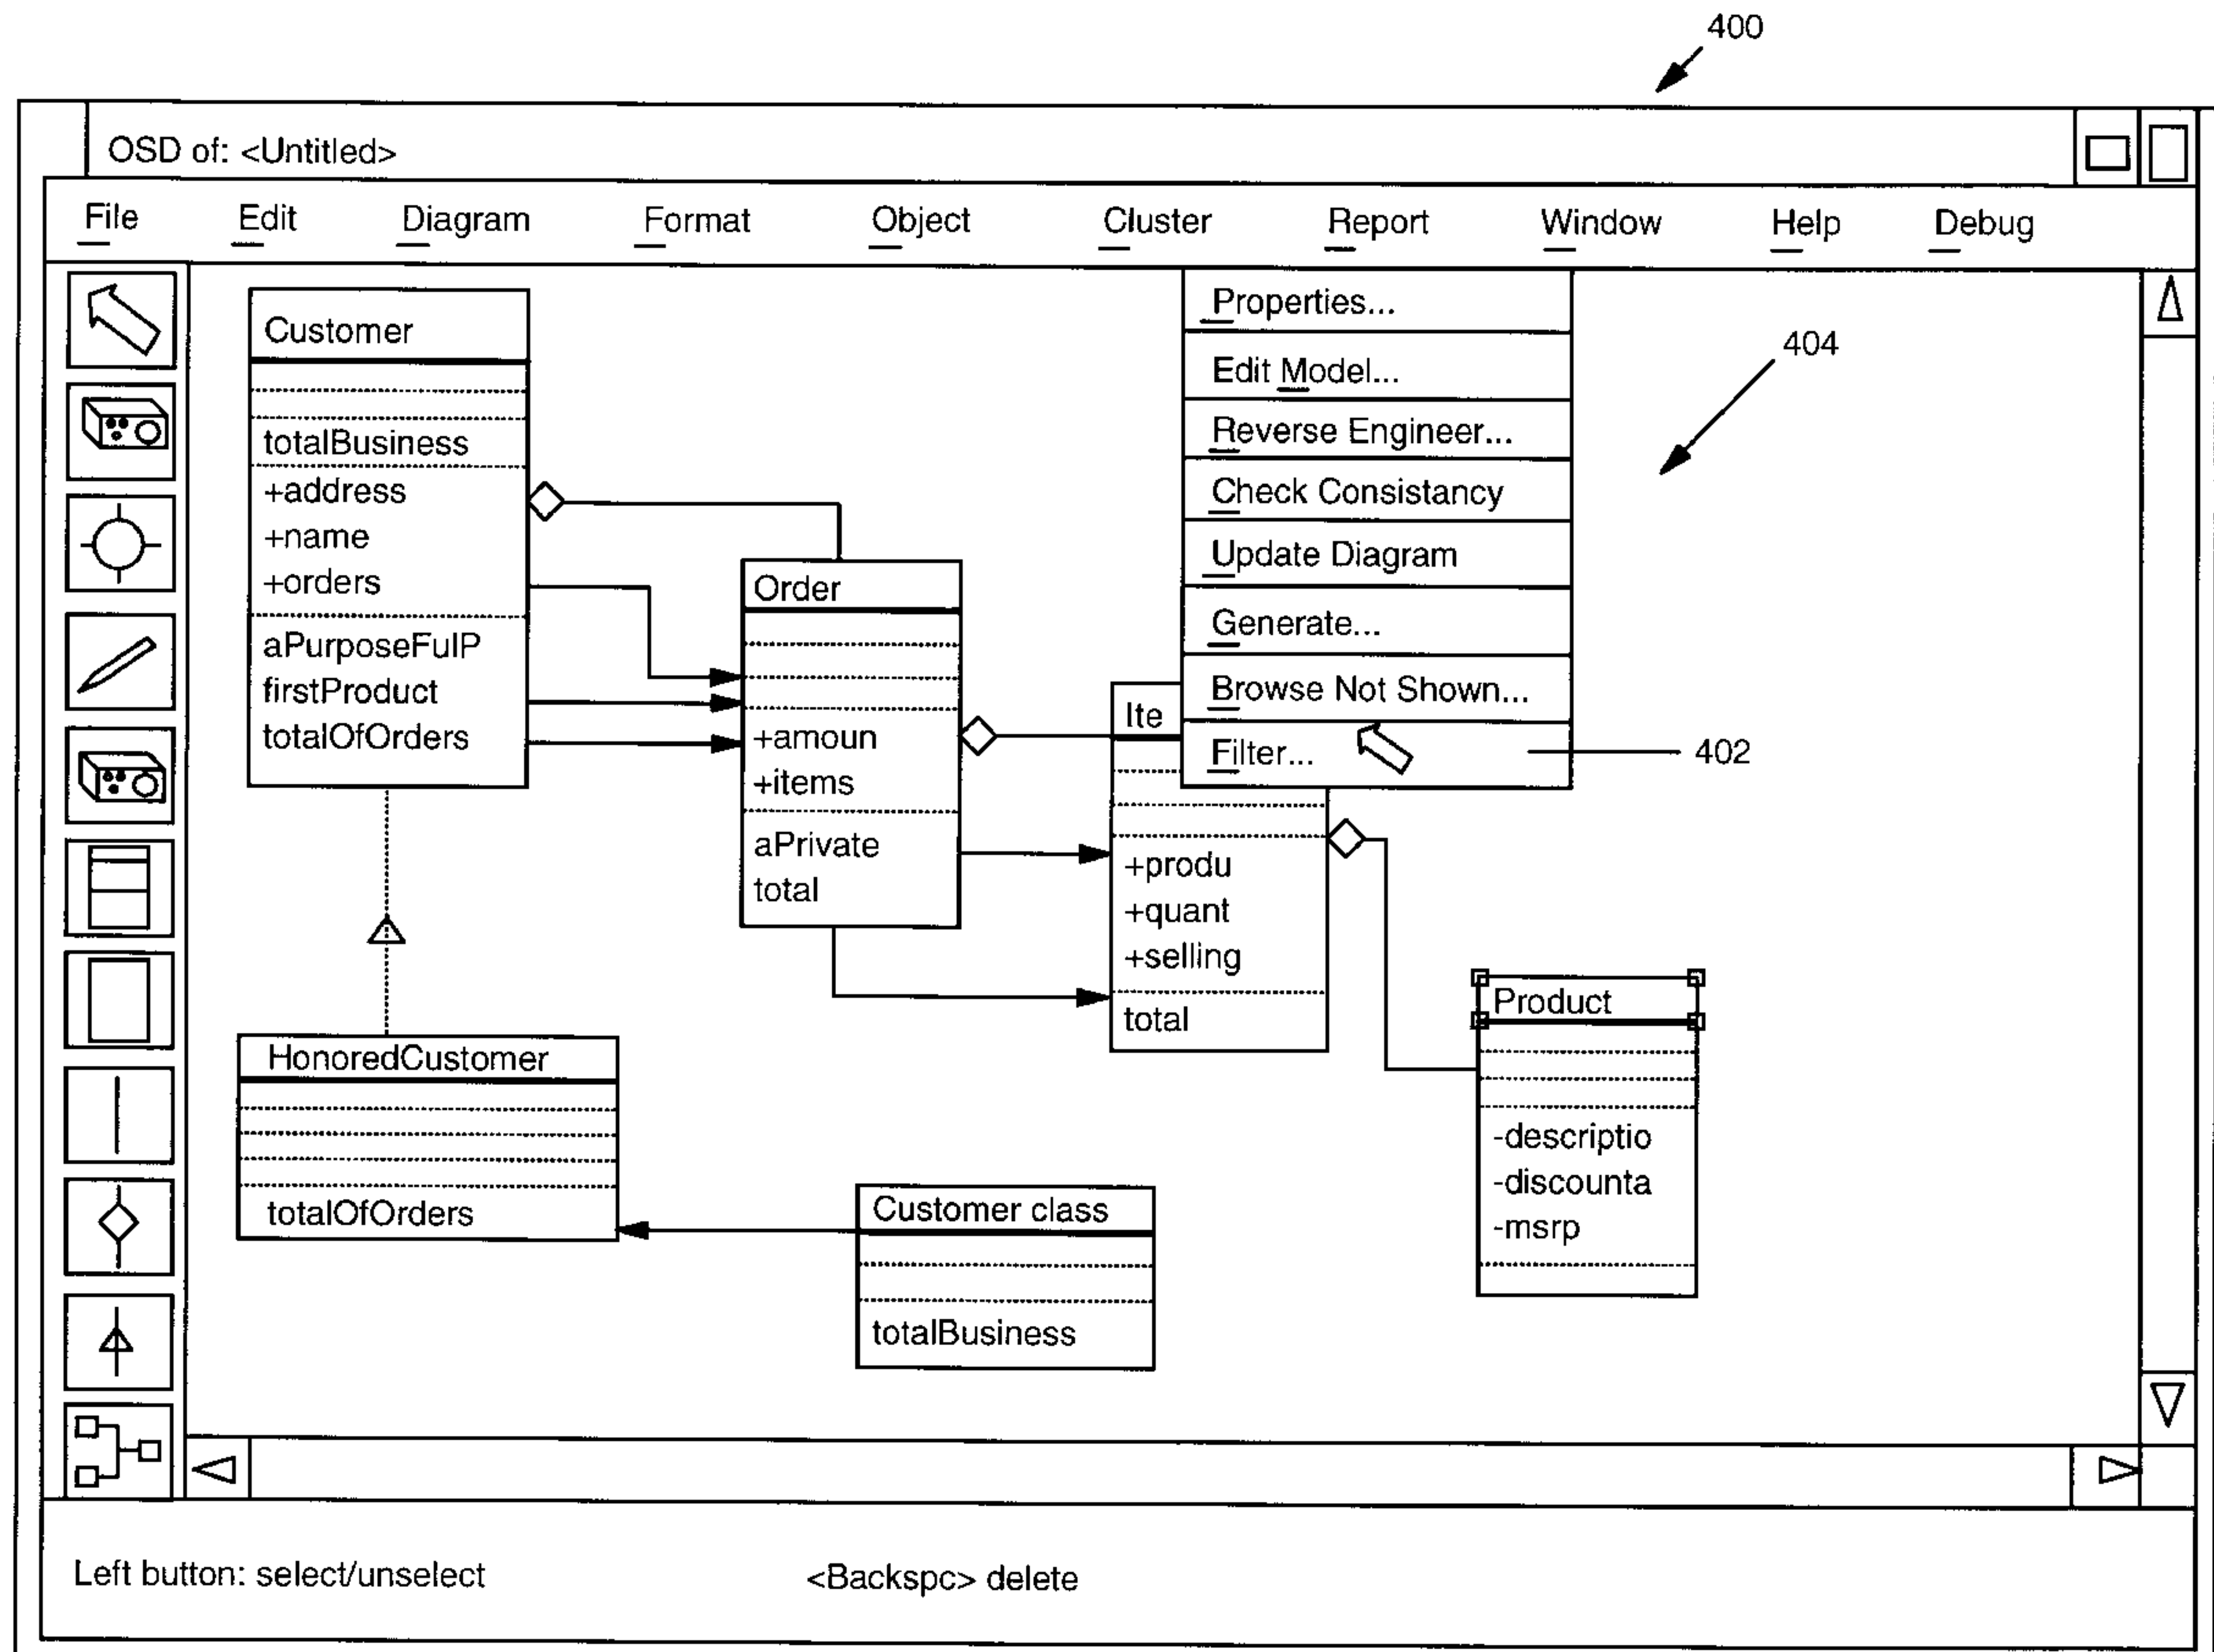 400
OSD of: <Untitled>
File Edit Diagram Format Object Cluster Report Window Help Debug
Customer
totalBusiness
+address
+name
+orders
aPurposeFulP
firstProduct
totalOfOrders
Order
+amoun
+items
aPrivate
total
Properties...
Edit Model...
Reverse Engineer...
Check Consistancy
Update Diagram
Generate...
Browse Not Shown...
Filter...
404
402
Ite
+produ
+quant
+selling
total
Product
-descriptio
-discounta
-msrp
HonoredCustomer
totalOfOrders
Customer class
totalBusiness
Left button: select/unselect <Backspc> delete